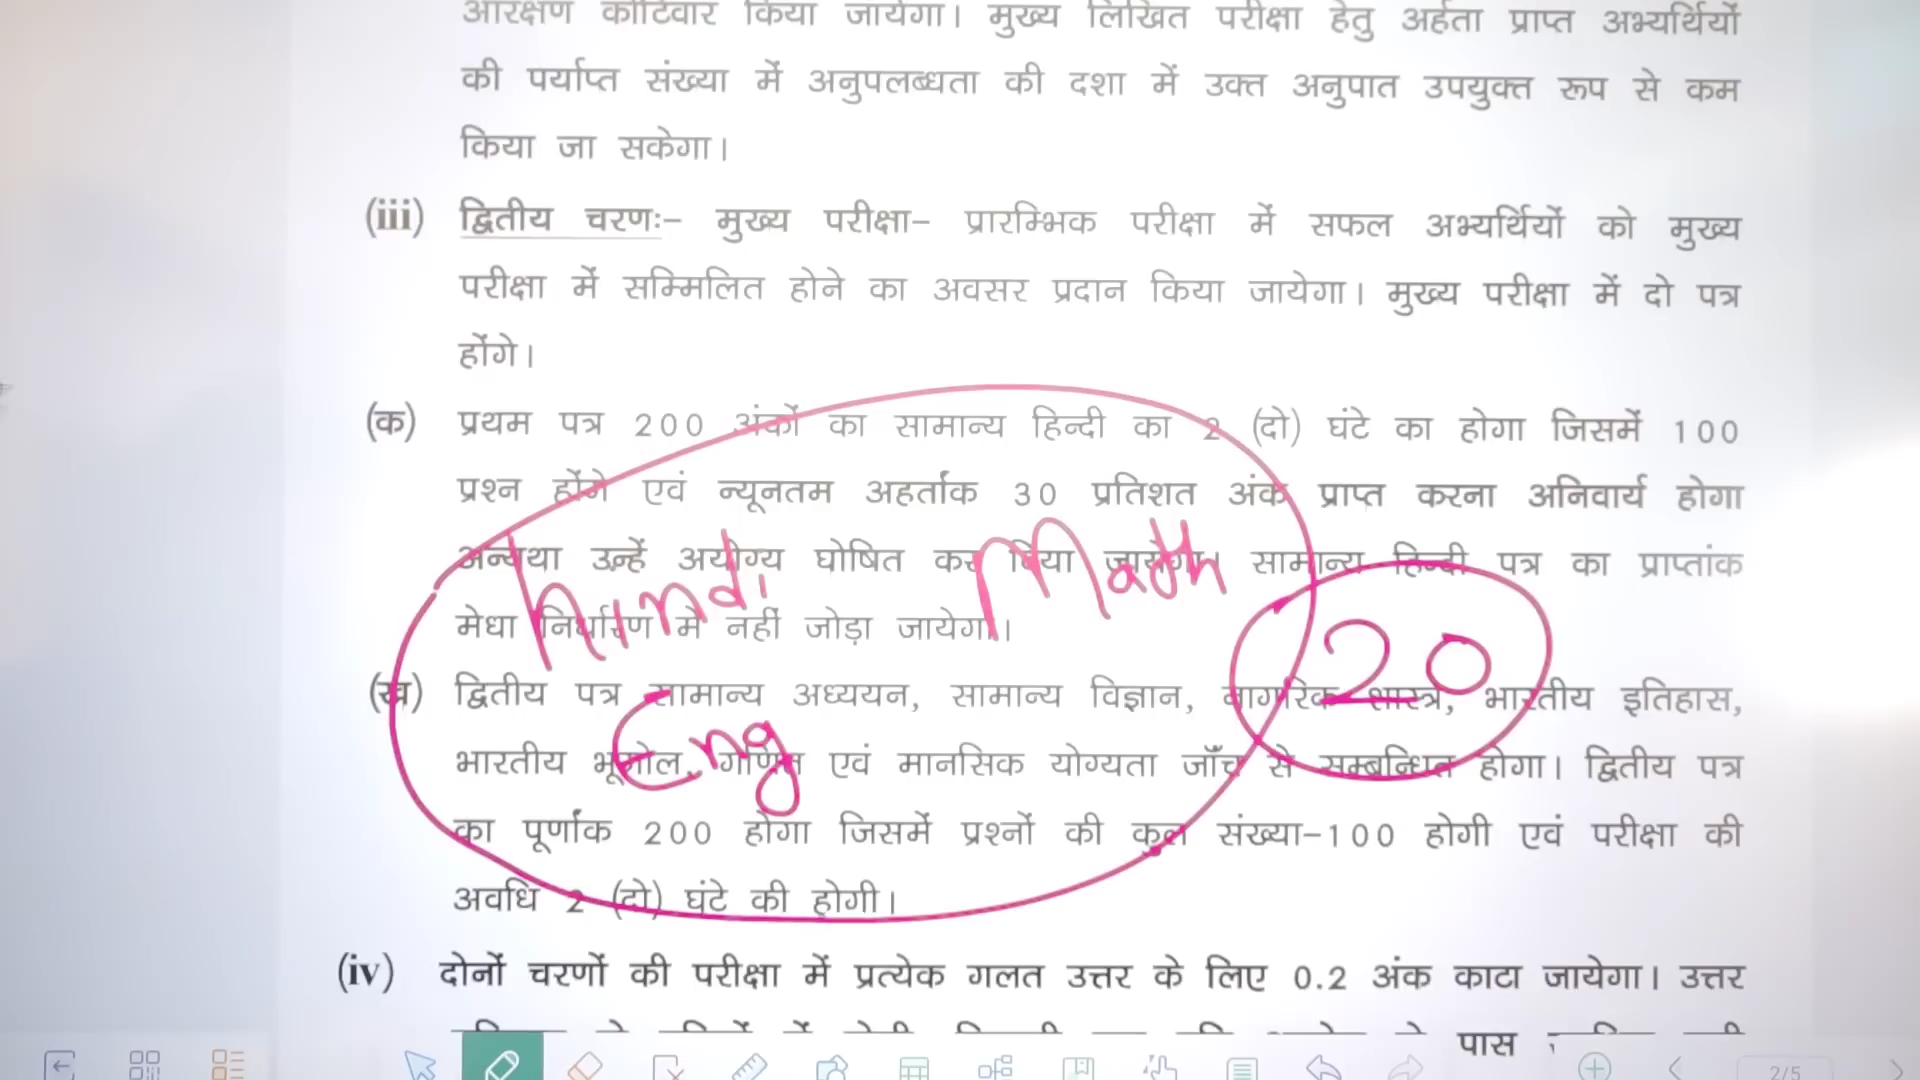 आरक्षण कोटिवार किया जायेगा। मुख्य लिखित परीक्षा हेतु अर्हता प्राप्त अभ्यर्थियों
की पर्याप्त संख्या में अनुपलब्धता की दशा में उक्त अनुपात उपयुक्त रूप से कम
किया जा सकेगा।
(iii) द्वितीय चरणः– मुख्य परीक्षा– प्रारम्भिक परीक्षा में सफल अभ्यर्थियों को मुख्य
परीक्षा में सम्मिलित होने का अवसर प्रदान किया जायेगा। मुख्य परीक्षा में दो पत्र
होंगे।
(क) प्रथम पत्र 200 अंकों का सामान्य हिन्दी का 2 (दो) घंटे का होगा जिसमें 100
प्रश्न होंगे एवं न्यूनतम अहर्तांक 30 प्रतिशत अंक प्राप्त करना अनिवार्य होगा
अन्यथा उन्हें अयोग्य घोषित कर दिया जायेगा। सामान्य हिन्दी पत्र का प्राप्तांक
Hindi Math
मेधा निर्धारण में नहीं जोड़ा जायेगा।
20
(ख) द्वितीय पत्र सामान्य अध्ययन, सामान्य विज्ञान, नागरिक शास्त्र, भारतीय इतिहास,
Eng
भारतीय भूगोल, गणित एवं मानसिक योग्यता जाँच से सम्बन्धित होगा। द्वितीय पत्र
का पूर्णांक 200 होगा जिसमें प्रश्नों की कुल संख्या–100 होगी एवं परीक्षा की
अवधि 2 (दो) घंटे की होगी।
(iv) दोनों चरणों की परीक्षा में प्रत्येक गलत उत्तर के लिए 0.2 अंक काटा जायेगा। उत्तर
पास
2/5